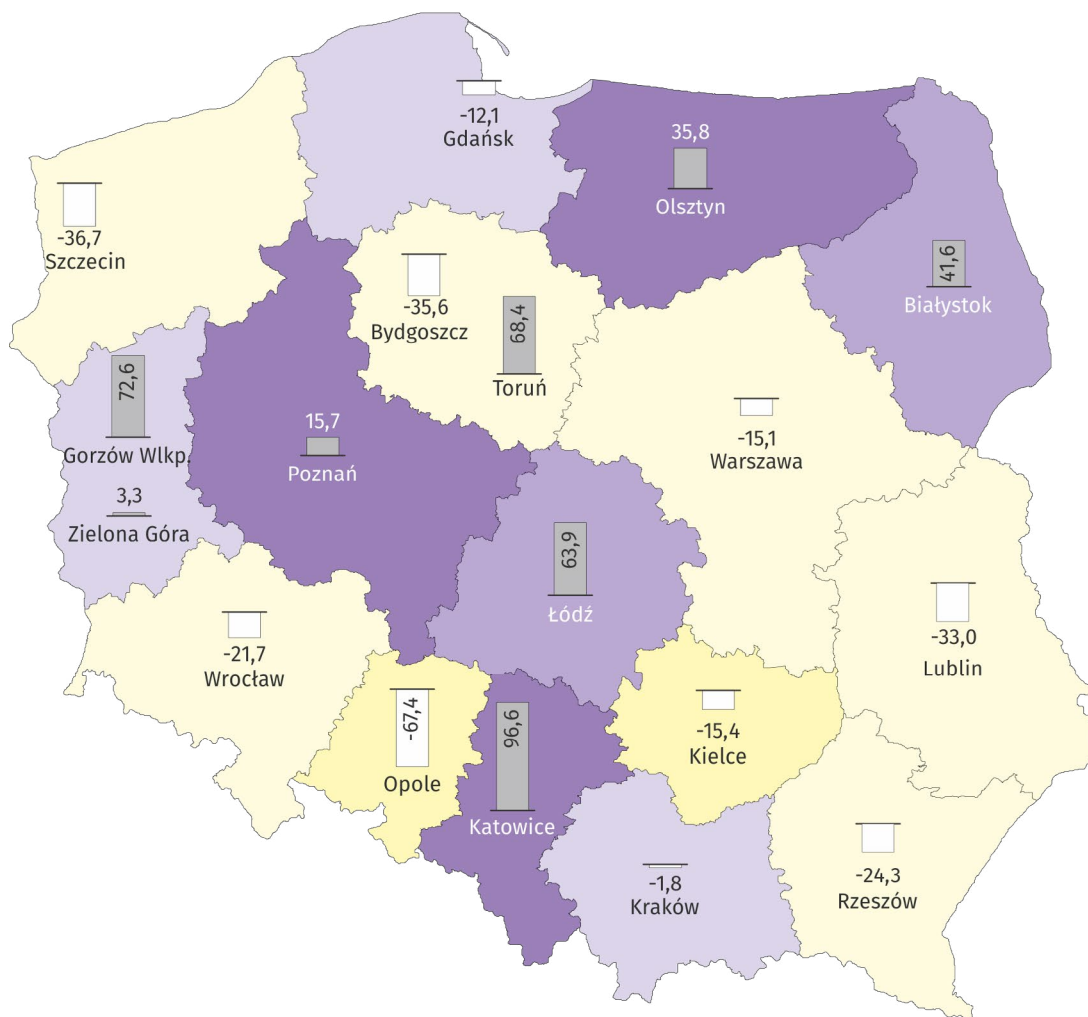 -12,1
Gdańsk
35,8
Olsztyn
-36,7
Szczecin
41,6
Białystok
-35,6
Bydgoszcz
68,4
Toruń
72,6
Gorzów Wlkp.
3,3
Zielona Góra
15,7
Poznań
-15,1
Warszawa
63,9
Łódź
-33,0
Lublin
-21,7
Wrocław
-67,4
Opole
96,6
Katowice
-15,4
Kielce
-1,8
Kraków
-24,3
Rzeszów